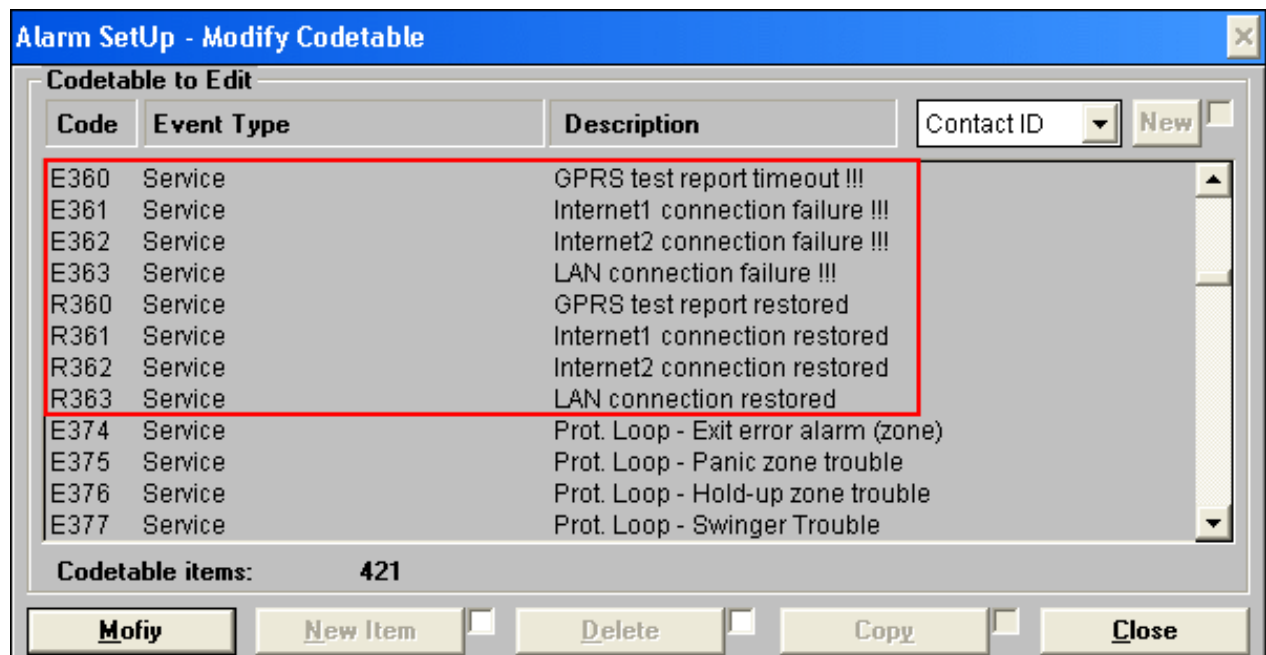 Alarm SetUp - Modify Codetable
Codetable to Edit
Code Event Type Description Contact ID New
E360 Service GPRS test report timeout !!!
E361 Service Internet1 connection failure !!!
E362 Service Internet2 connection failure !!!
E363 Service LAN connection failure !!!
R360 Service GPRS test report restored
R361 Service Internet1 connection restored
R362 Service Internet2 connection restored
R363 Service LAN connection restored
E374 Service Prot. Loop - Exit error alarm (zone)
E375 Service Prot. Loop - Panic zone trouble
E376 Service Prot. Loop - Hold-up zone trouble
E377 Service Prot. Loop - Swinger Trouble
Codetable items: 421
Mofiy New Item Delete Copy Close